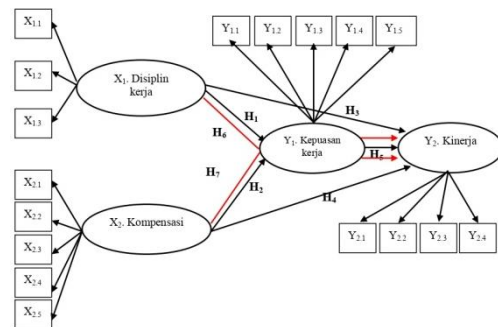 X1.1
X1.2
X1.3
X1. Disiplin
kerja
Y1.1
Y1.2
Y1.3
Y1.4
Y1.5
H1
H3
H6
Y1. Kepuasan
kerja
H5
Y2. Kinerja
H7
H2
H4
X2.1
X2.2
X2.3
X2.4
X2.5
X2. Kompensasi
Y2.1
Y2.2
Y2.3
Y2.4